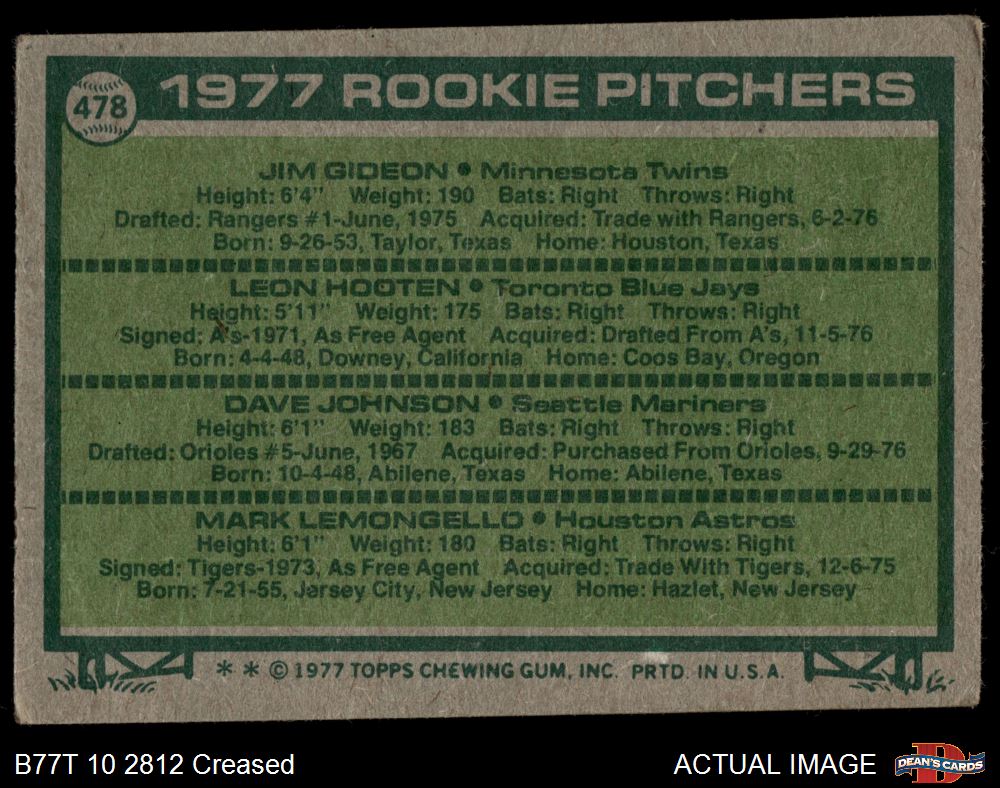 478
1977 ROOKIE PITCHERS
JIM GIDEON • Minnesota Twins
Height: 6'4" Weight: 190 Bats: Right Throws: Right
Drafted: Rangers #1-June, 1975 Acquired: Trade with Rangers, 6-2-76
Born: 9-26-53, Taylor, Texas Home: Houston, Texas
LEON HOOTEN • Toronto Blue Jays
Height: 5'11" Weight: 175 Bats: Right Throws: Right
Signed: A's-1971, As Free Agent Acquired: Drafted From A's, 11-5-76
Born: 4-4-48, Downey, California Home: Coos Bay, Oregon
DAVE JOHNSON • Seattle Mariners
Height: 6'1" Weight: 183 Bats: Right Throws: Right
Drafted: Orioles #5-June, 1967 Acquired: Purchased From Orioles, 9-29-76
Born: 10-4-48, Abilene, Texas Home: Abilene, Texas
MARK LEMONGELLO • Houston Astros
Height: 6'1" Weight: 180 Bats: Right Throws: Right
Signed: Tigers-1973, As Free Agent Acquired: Trade With Tigers, 12-6-75
Born: 7-21-55, Jersey City, New Jersey Home: Hazlet, New Jersey
* * © 1977 TOPPS CHEWING GUM, INC. PRTD. IN U.S.A.
B77T 10 2812 Creased
ACTUAL IMAGE
D
DEAN'S CARDS